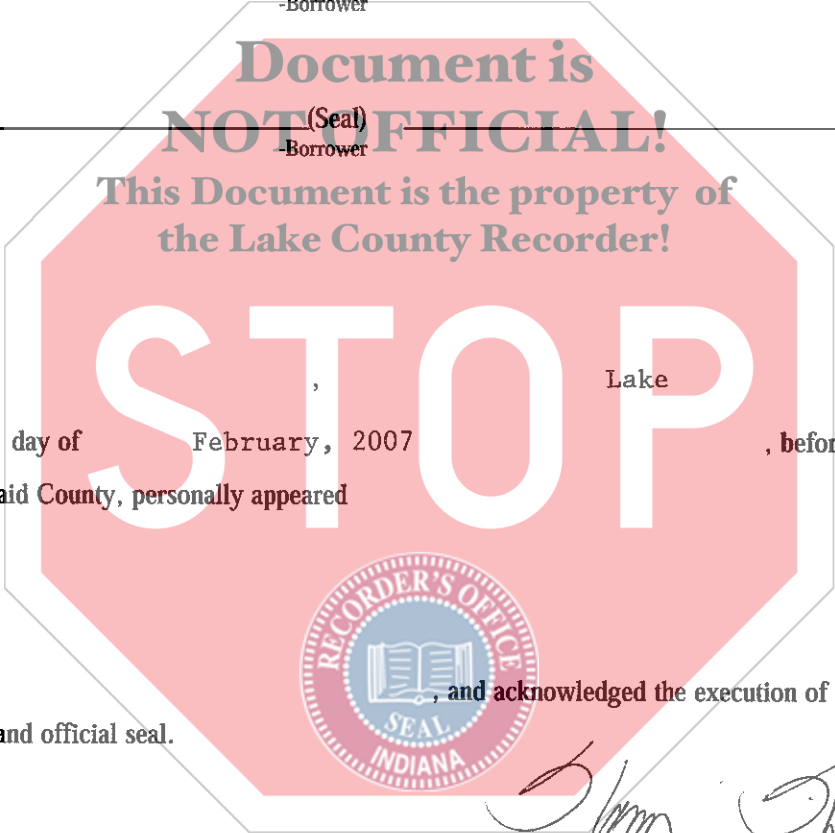 -Borrower
Document is
(Seal)
NOT OFFICIAL!
-Borrower
This Document is the property of
the Lake County Recorder!
STOP
, Lake
day of February, 2007 , befor
aid County, personally appeared
RECORDER'S OFFICE
, and acknowledged the execution of
SEAL
and official seal.
INDIANA